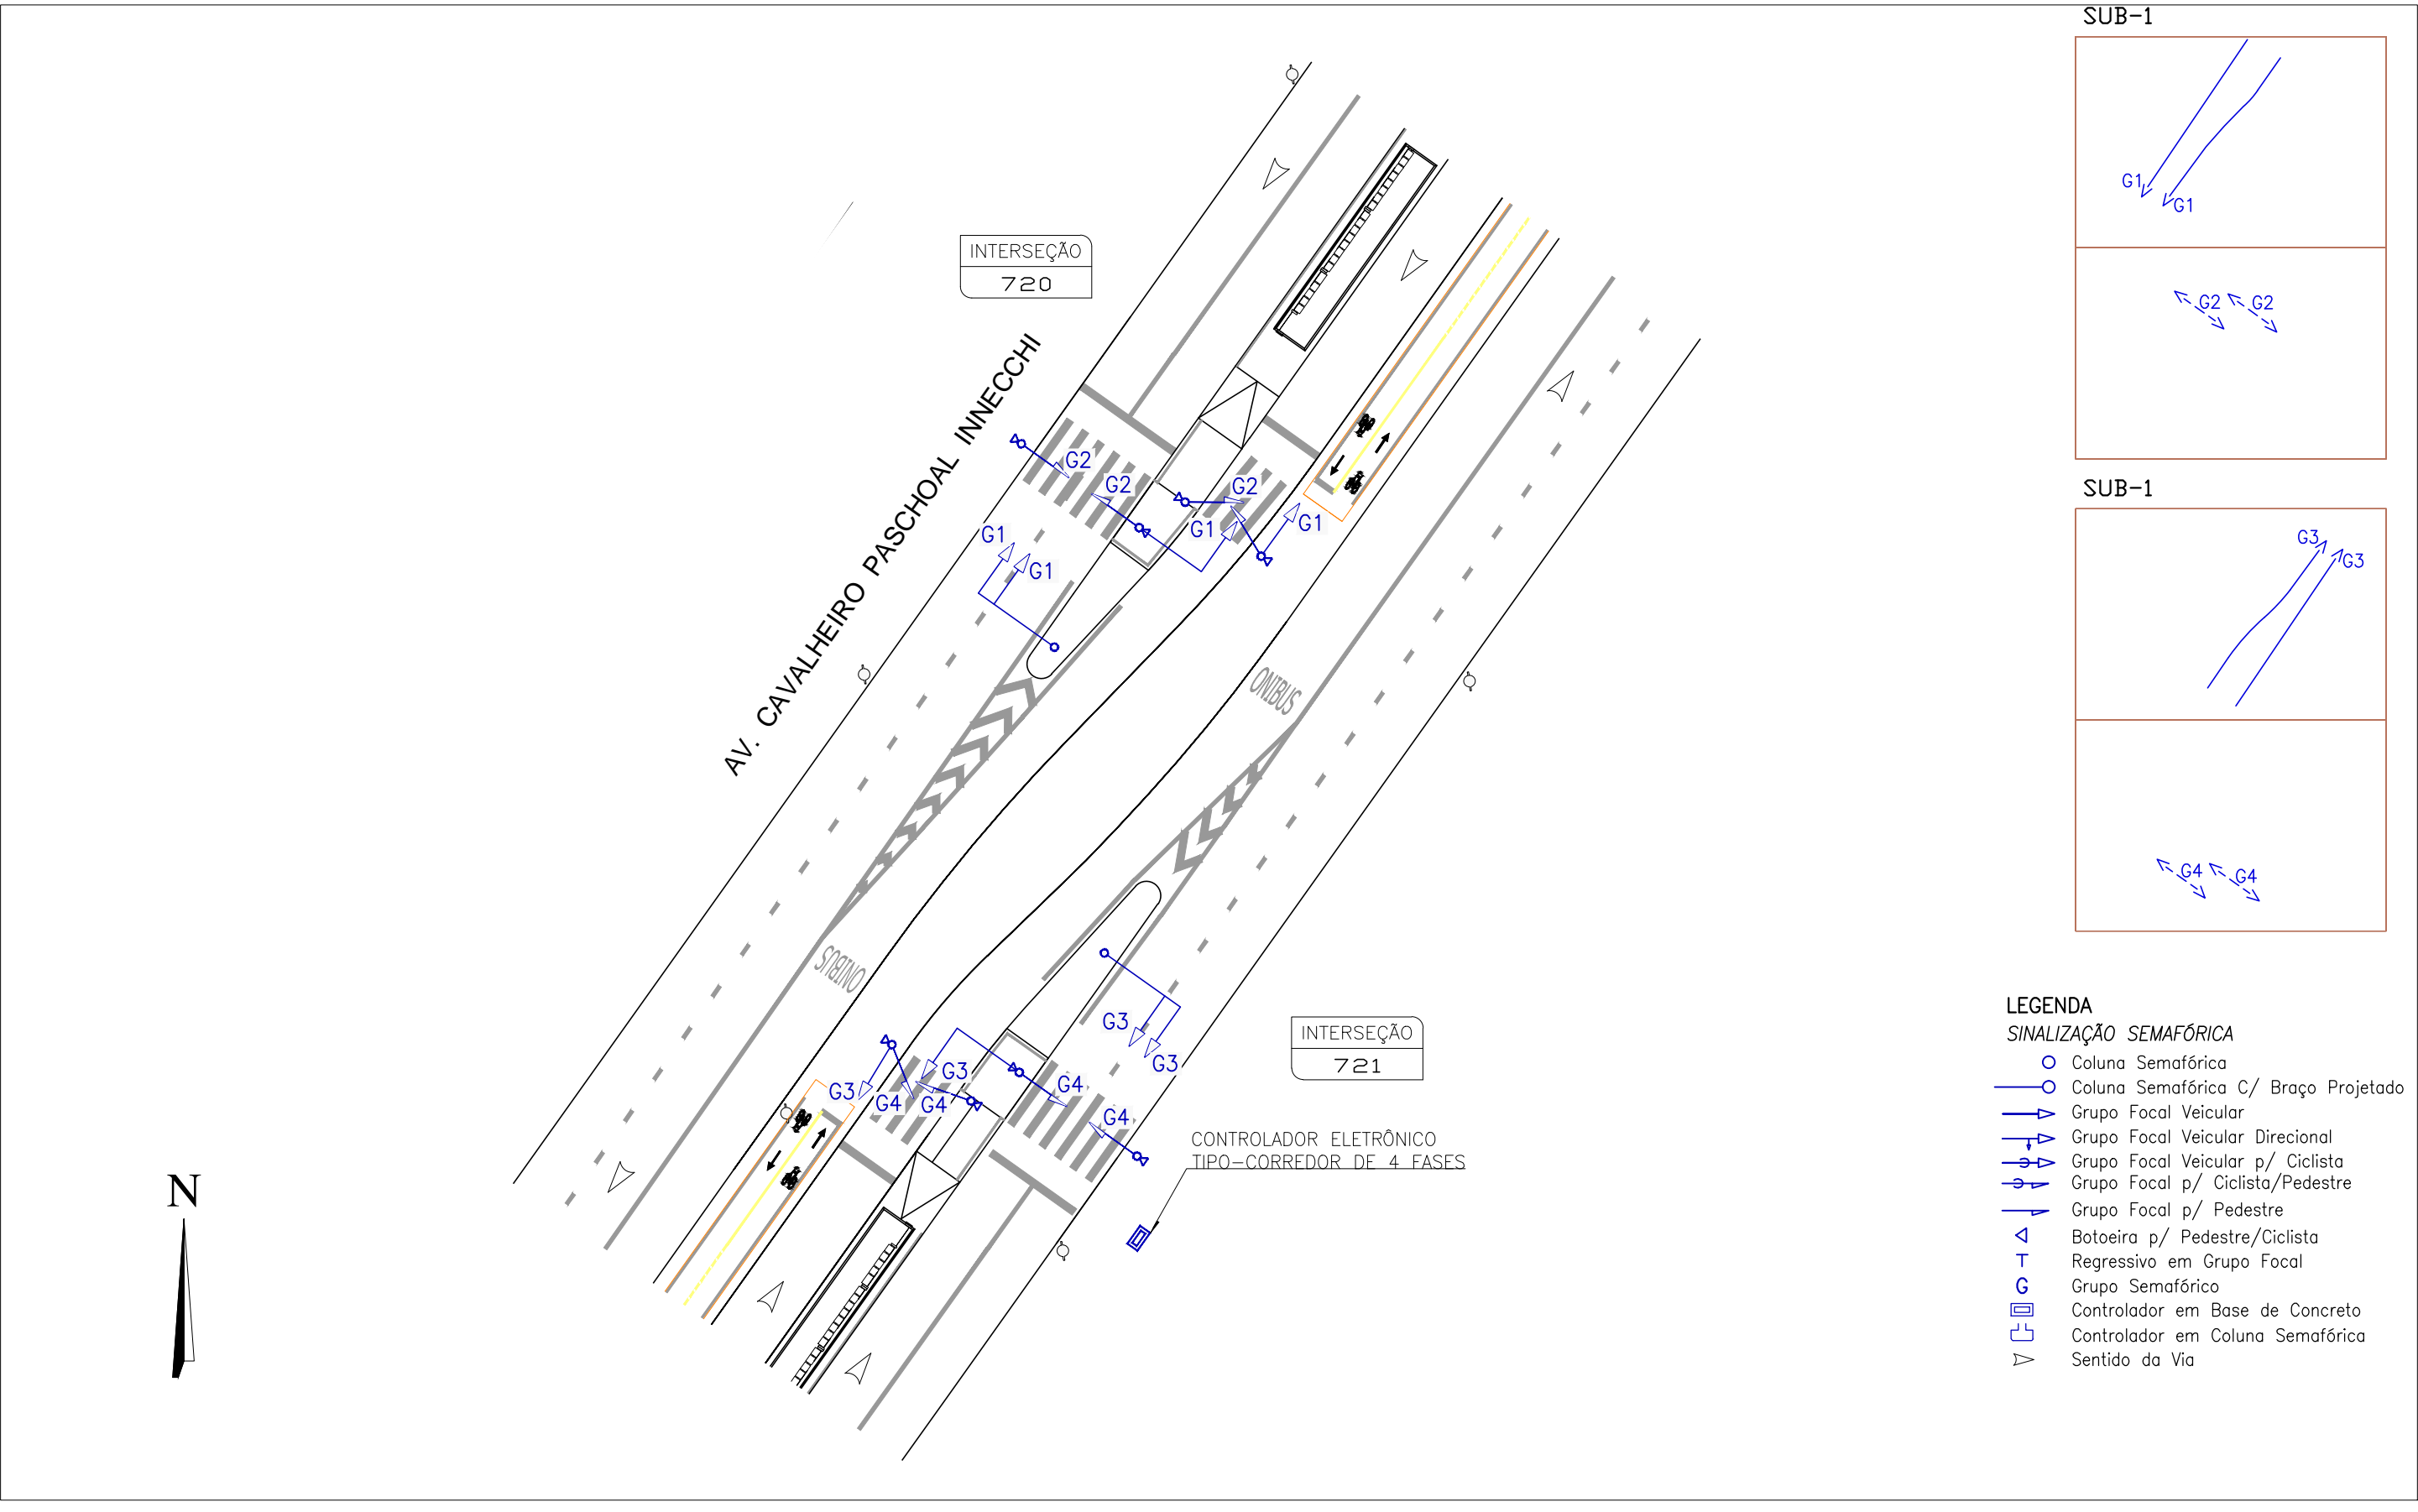 SUB-1
G1
G1
G2
G2
SUB-1
G3
G3
G4
G4
INTERSEÇÃO
720
AV. CAVALHEIRO PASCHOAL INNECCHI
G2
G2
G2
G1
G1
G1
G1
ONIBUS
ONIBUS
INTERSEÇÃO
721
G3
G3
G3
G3
G4
G4
G4
G4
CONTROLADOR ELETRÔNICO
TIPO-CORREDOR DE 4 FASES
N
LEGENDA
SINALIZAÇÃO SEMAFÓRICA
Coluna Semafórica
Coluna Semafórica C/ Braço Projetado
Grupo Focal Veicular
Grupo Focal Veicular Direcional
Grupo Focal Veicular p/ Ciclista
Grupo Focal p/ Ciclista/Pedestre
Grupo Focal p/ Pedestre
Botoeira p/ Pedestre/Ciclista
T Regressivo em Grupo Focal
G Grupo Semafórico
Controlador em Base de Concreto
Controlador em Coluna Semafórica
Sentido da Via